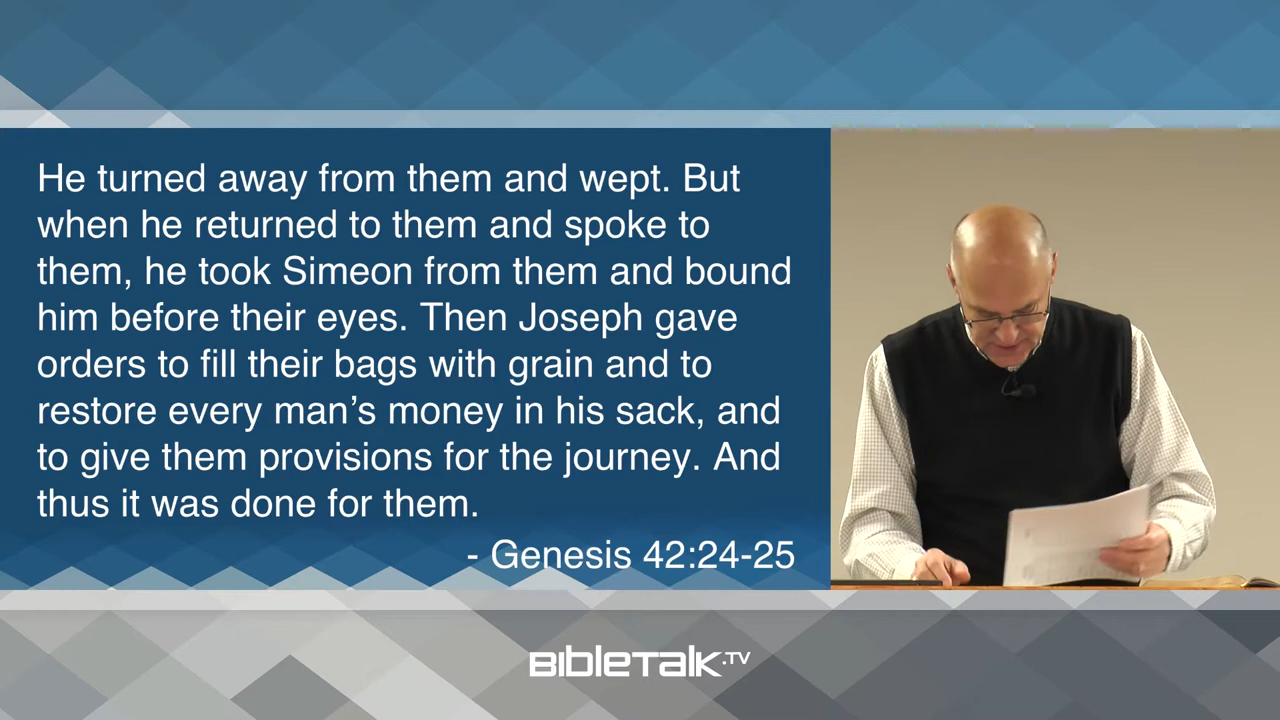 He turned away from them and wept. But
when he returned to them and spoke to
them, he took Simeon from them and bound
him before their eyes. Then Joseph gave
orders to fill their bags with grain and to
restore every man’s money in his sack, and
to give them provisions for the journey. And
thus it was done for them.
- Genesis 42:24-25
BIBLETALK.TV